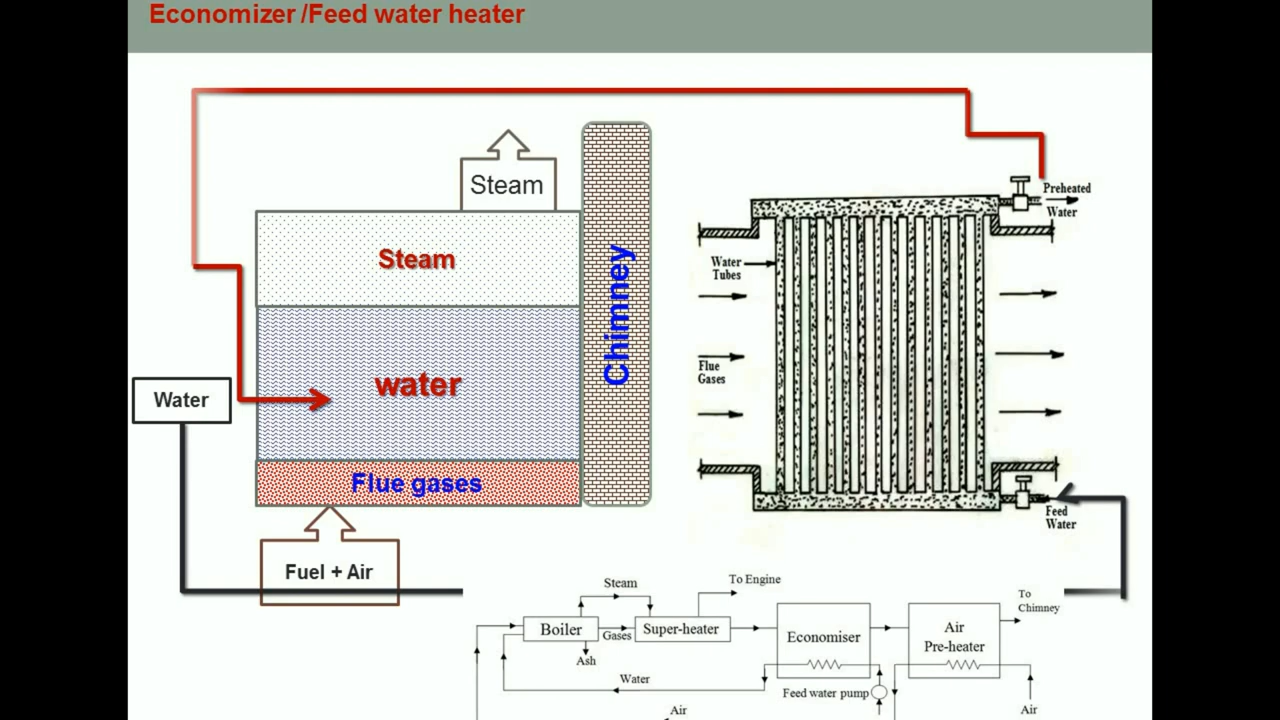 Economizer /Feed water heater
Steam
Steam
Chimney
water
Water
Flue gases
Fuel + Air
Preheated
Water
Water
Tubes
Flue
Gases
Feed
Water
Steam
To Engine
To
Chimney
Boiler
Gases
Super-heater
Economiser
Air
Pre-heater
Ash
Water
Feed water pump
Air
Air